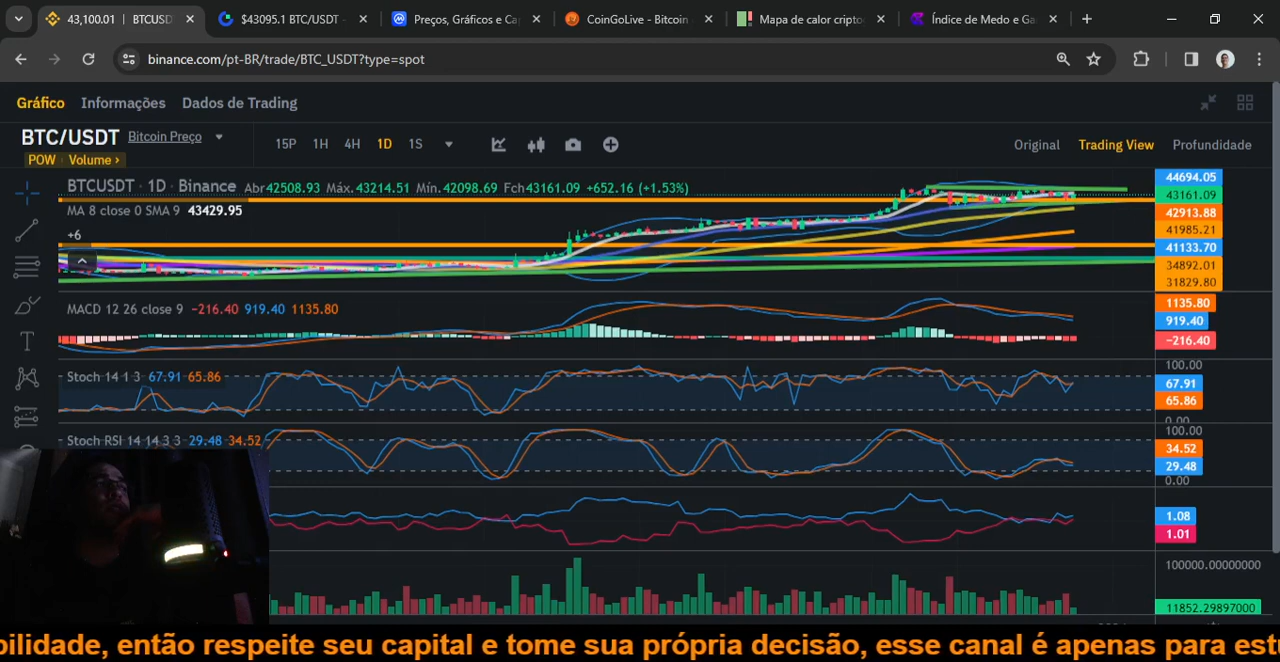 43,100.01 | BTCUSD
$43095.1 BTC/USDT -
Preços, Gráficos e Ca
CoinGoLive - Bitcoin
Mapa de calor cripto
Índice de Medo e Ga
binance.com/pt-BR/trade/BTC_USDT?type=spot
Gráfico Informações Dados de Trading
BTC/USDT Bitcoin Preço
POW Volume ›
15P 1H 4H 1D 1S
Original Trading View Profundidade
BTCUSDT · 1D · Binance Abr42508.93 Máx.43214.51 Mín.42098.69 Fch43161.09 +652.16 (+1.53%)
MA 8 close 0 SMA 9 43429.95
+6
44694.05
43161.09
42913.88
41985.21
41133.70
34892.01
31829.80
MACD 12 26 close 9 −216.40 919.40 1135.80
1135.80
919.40
−216.40
Stoch 14 1 3 67.91 65.86
100.00
67.91
65.86
0.00
Stoch RSI 14 14 3 3 29.48 34.52
100.00
34.52
29.48
0.00
1.08
1.01
100000.00000000
11852.29897000
bilidade, então respeite seu capital e tome sua própria decisão, esse canal é apenas para est